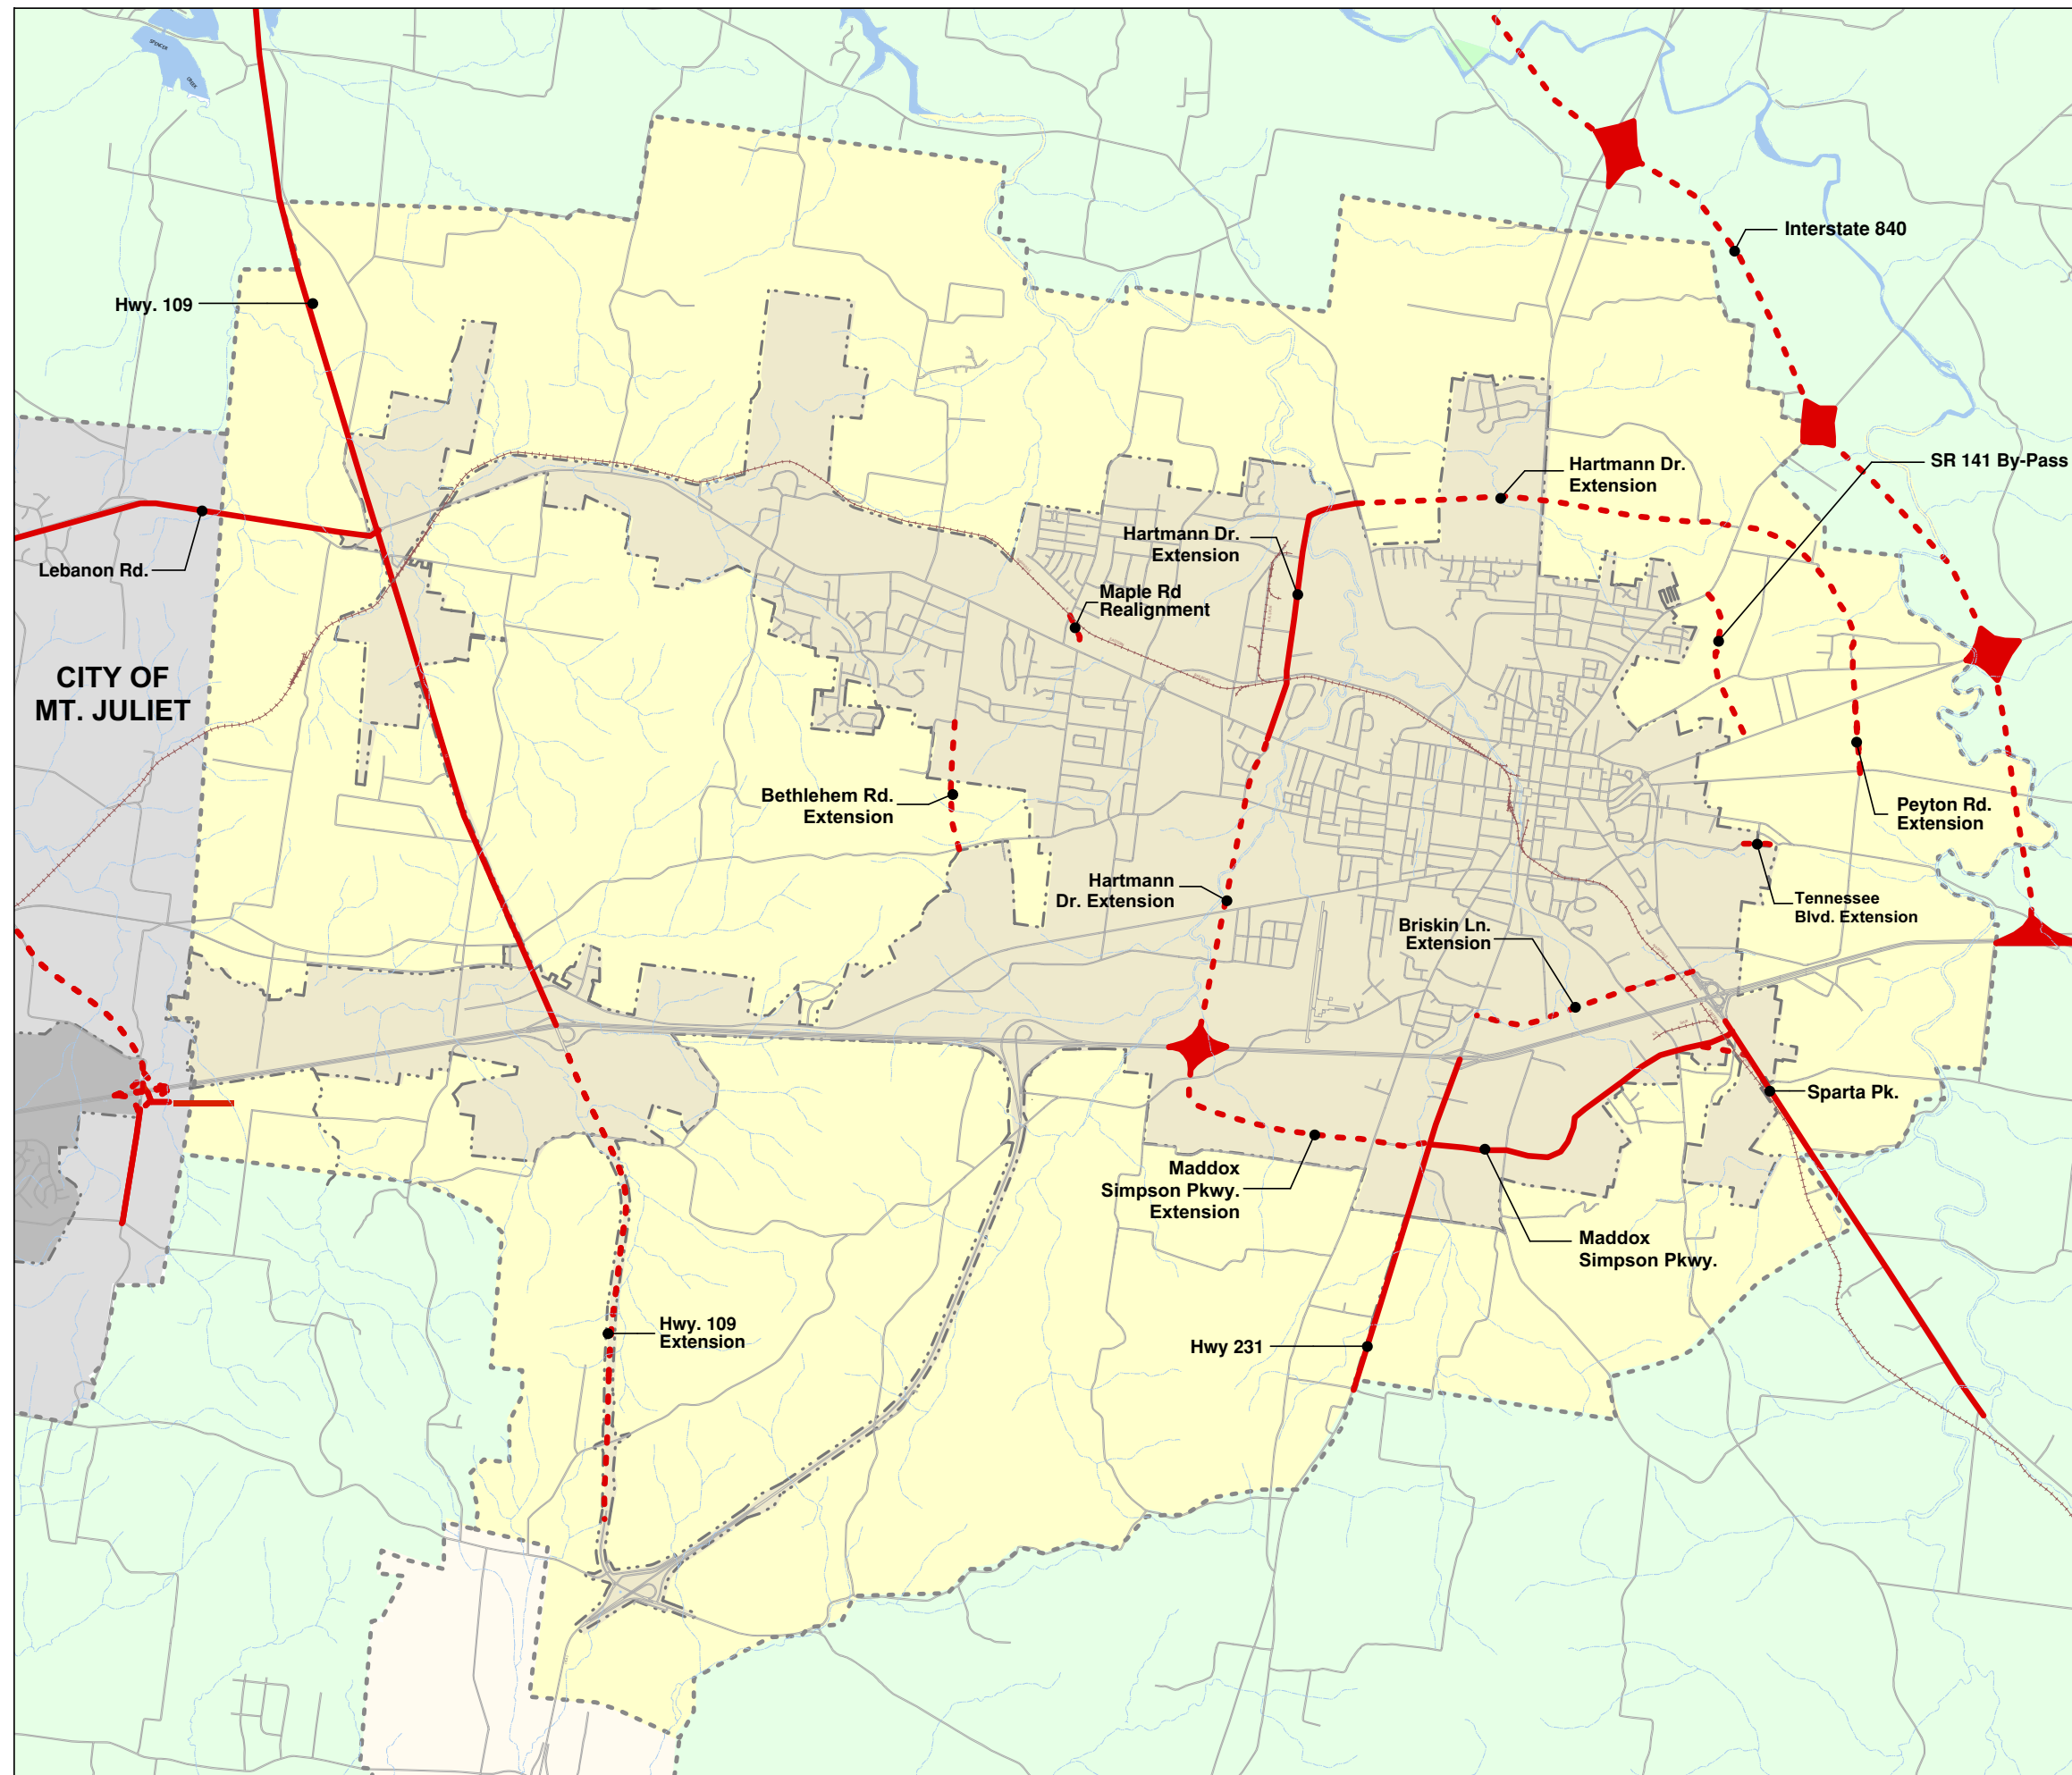 SPENCER
CREEK
Interstate 840
Hwy. 109
SR 141 By-Pass
Hartmann Dr.
Extension
Hartmann Dr.
Extension
Lebanon Rd.
Maple Rd
Realignment
CITY OF
MT. JULIET
Bethlehem Rd.
Extension
Peyton Rd.
Extension
Hartmann
Dr. Extension
Tennessee
Blvd. Extension
Briskin Ln.
Extension
Sparta Pk.
Maddox
Simpson Pkwy.
Extension
Maddox
Simpson Pkwy.
Hwy. 109
Extension
Hwy 231